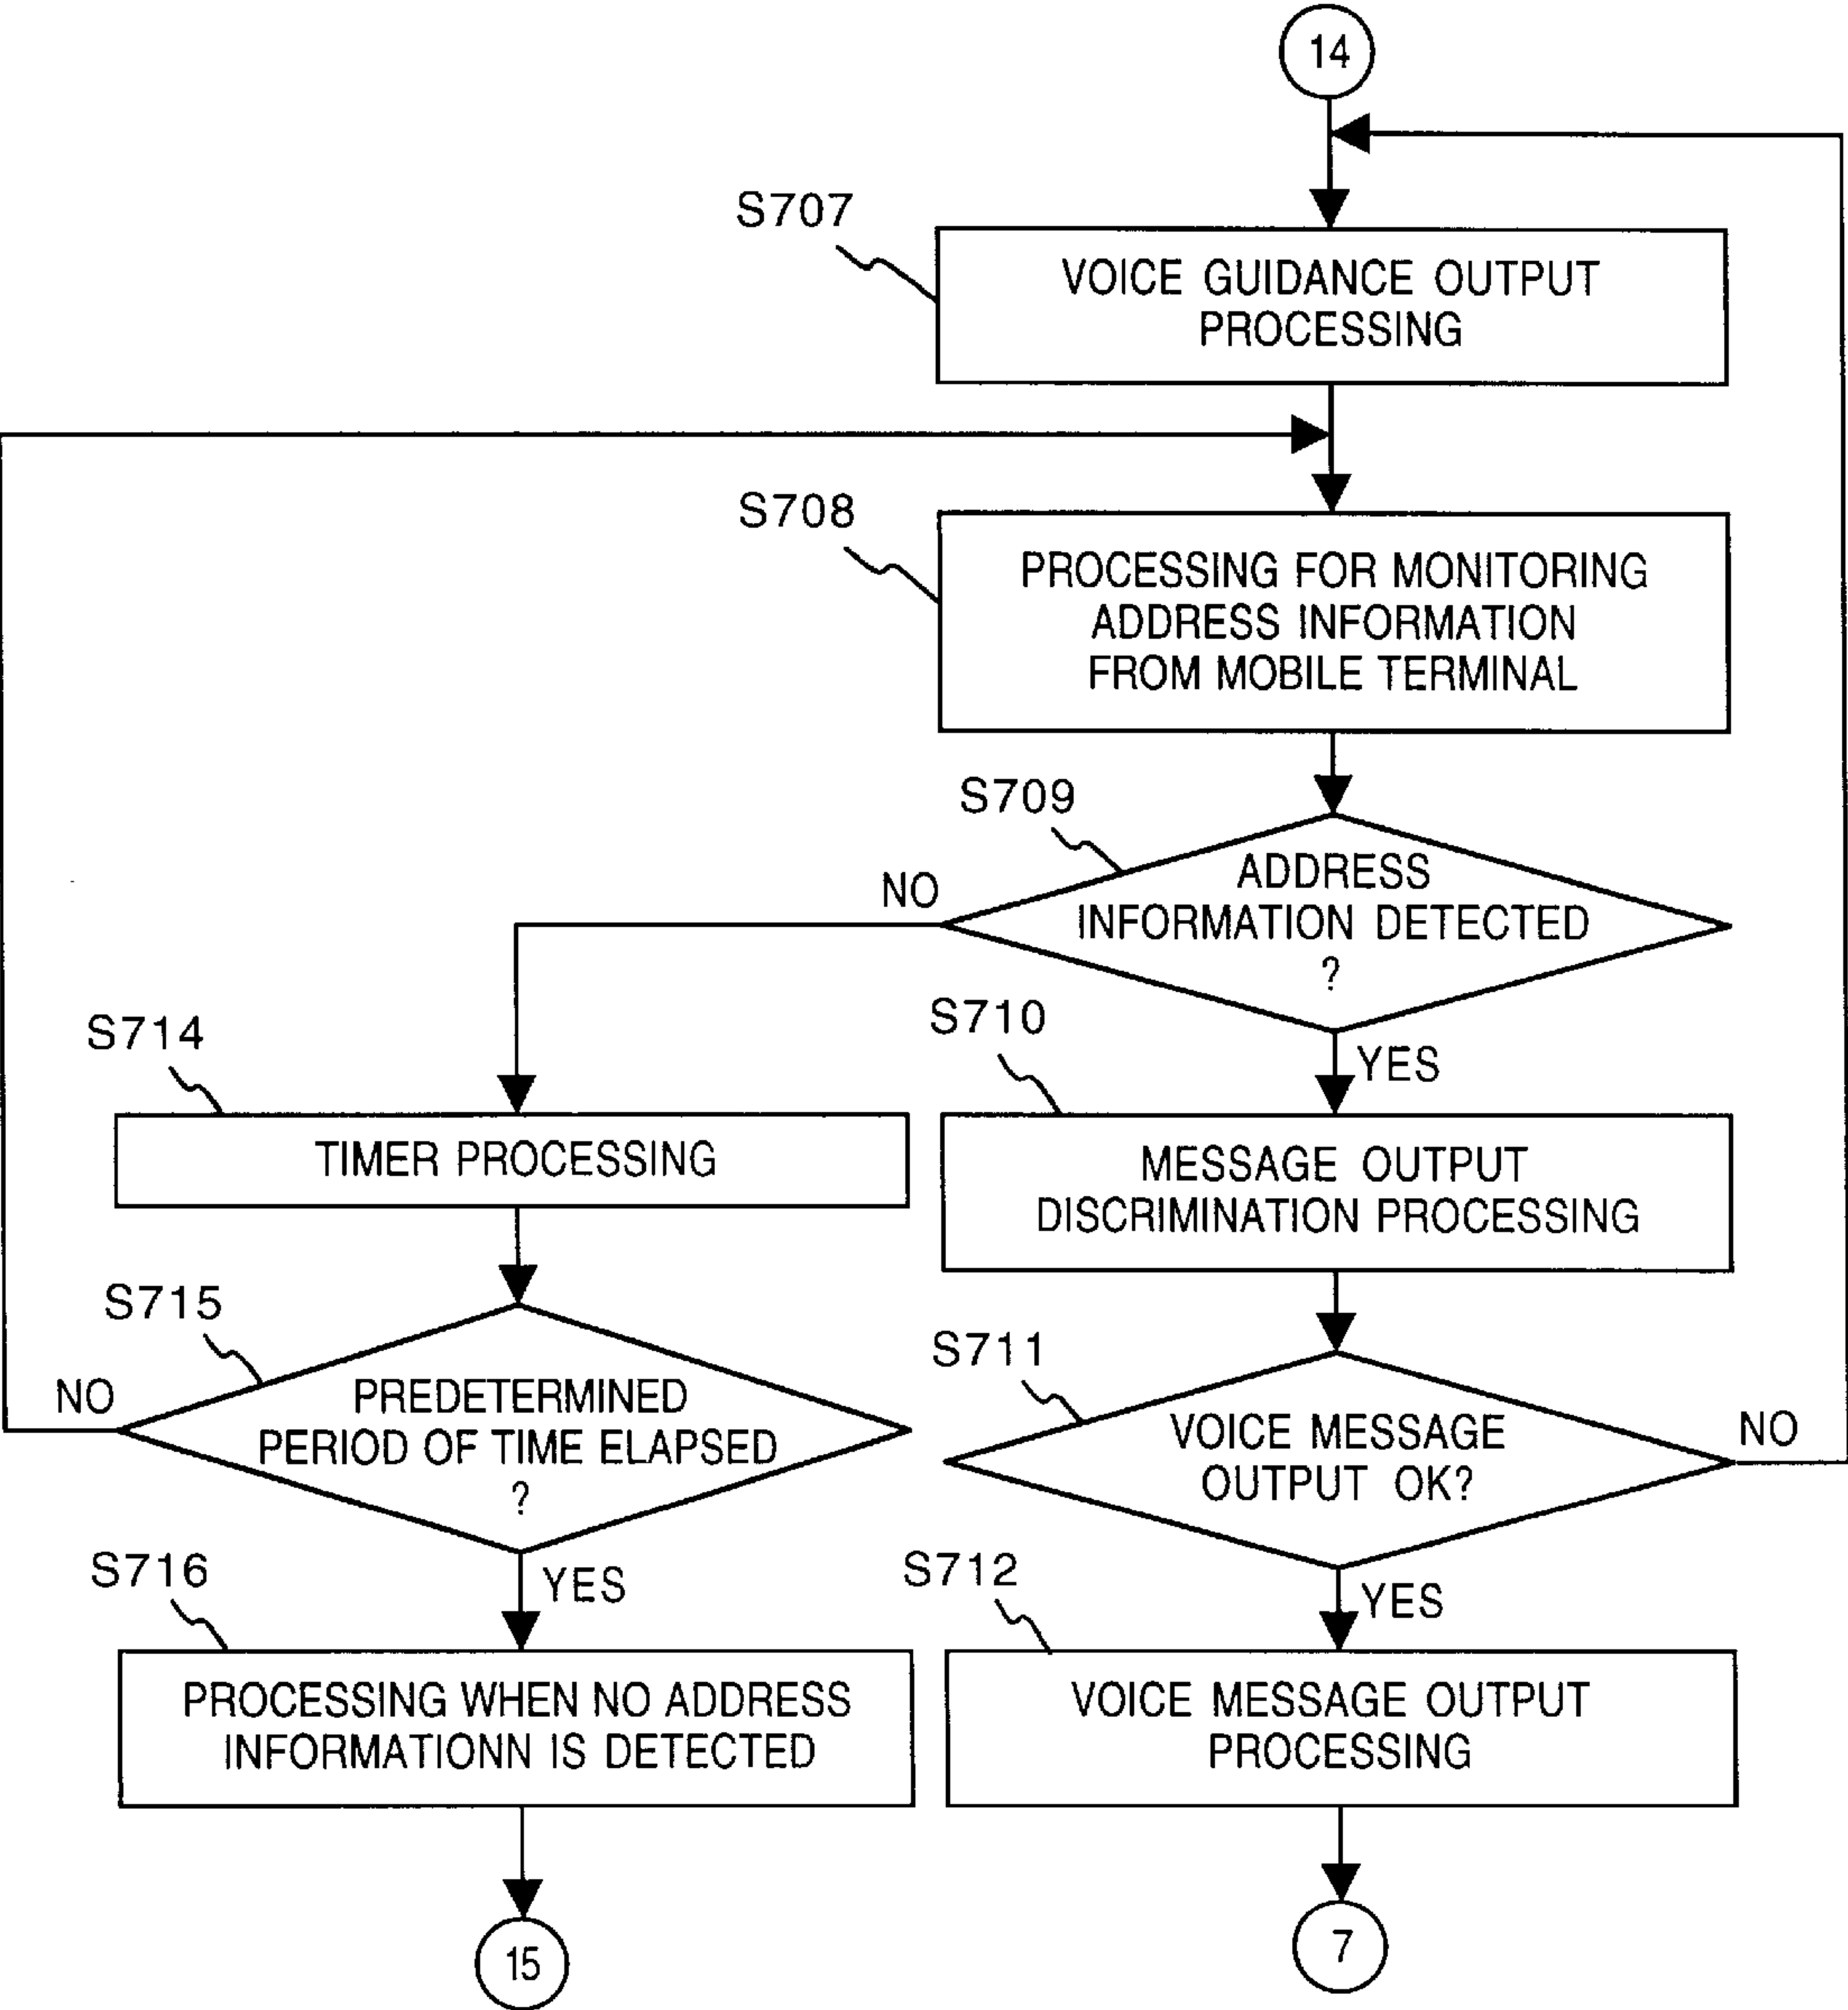 14
S707
VOICE GUIDANCE OUTPUT
PROCESSING
S708
PROCESSING FOR MONITORING
ADDRESS INFORMATION
FROM MOBILE TERMINAL
S709
NO
ADDRESS
INFORMATION DETECTED
?
YES
S714
TIMER PROCESSING
S710
MESSAGE OUTPUT
DISCRIMINATION PROCESSING
S715
NO
PREDETERMINED
PERIOD OF TIME ELAPSED
?
YES
S711
VOICE MESSAGE
OUTPUT OK?
NO
YES
S716
PROCESSING WHEN NO ADDRESS
INFORMATIONN IS DETECTED
S712
VOICE MESSAGE OUTPUT
PROCESSING
15
7